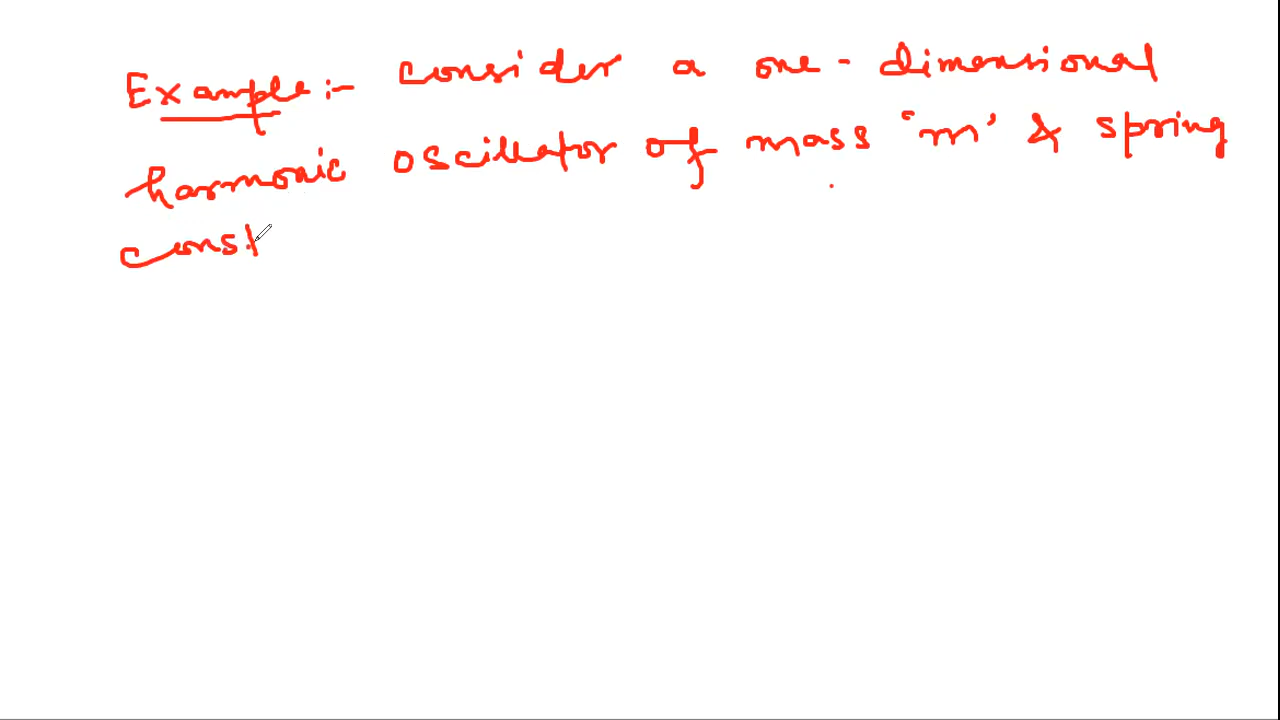 Example:- consider a one-dimensional
harmonic oscillator of mass 'm' & spring
const